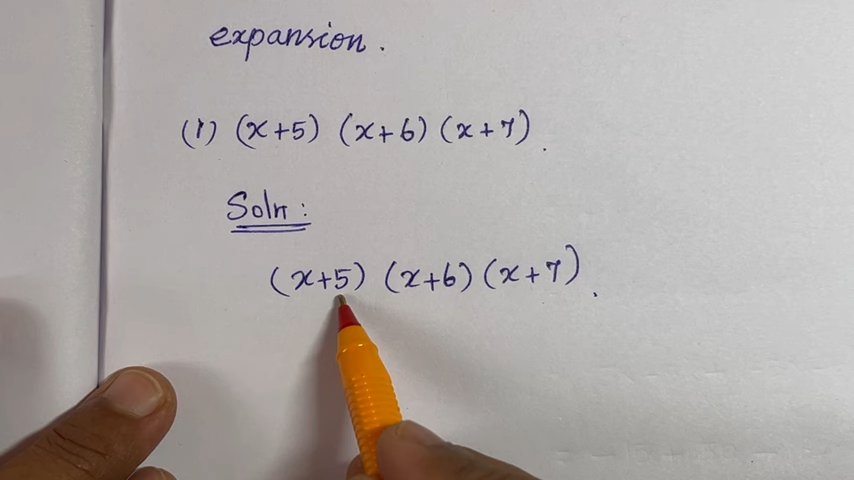 expansion.
(1) (x+5) (x+6) (x+7).
Soln:
(x+5) (x+6) (x+7).